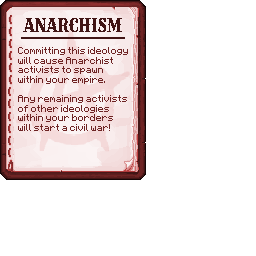 ANARCHISM
Committing this ideology
will cause Anarchist
activists to spawn
within your empire.
Any remaining activists
of other ideologies
within your borders
will start a civil war!